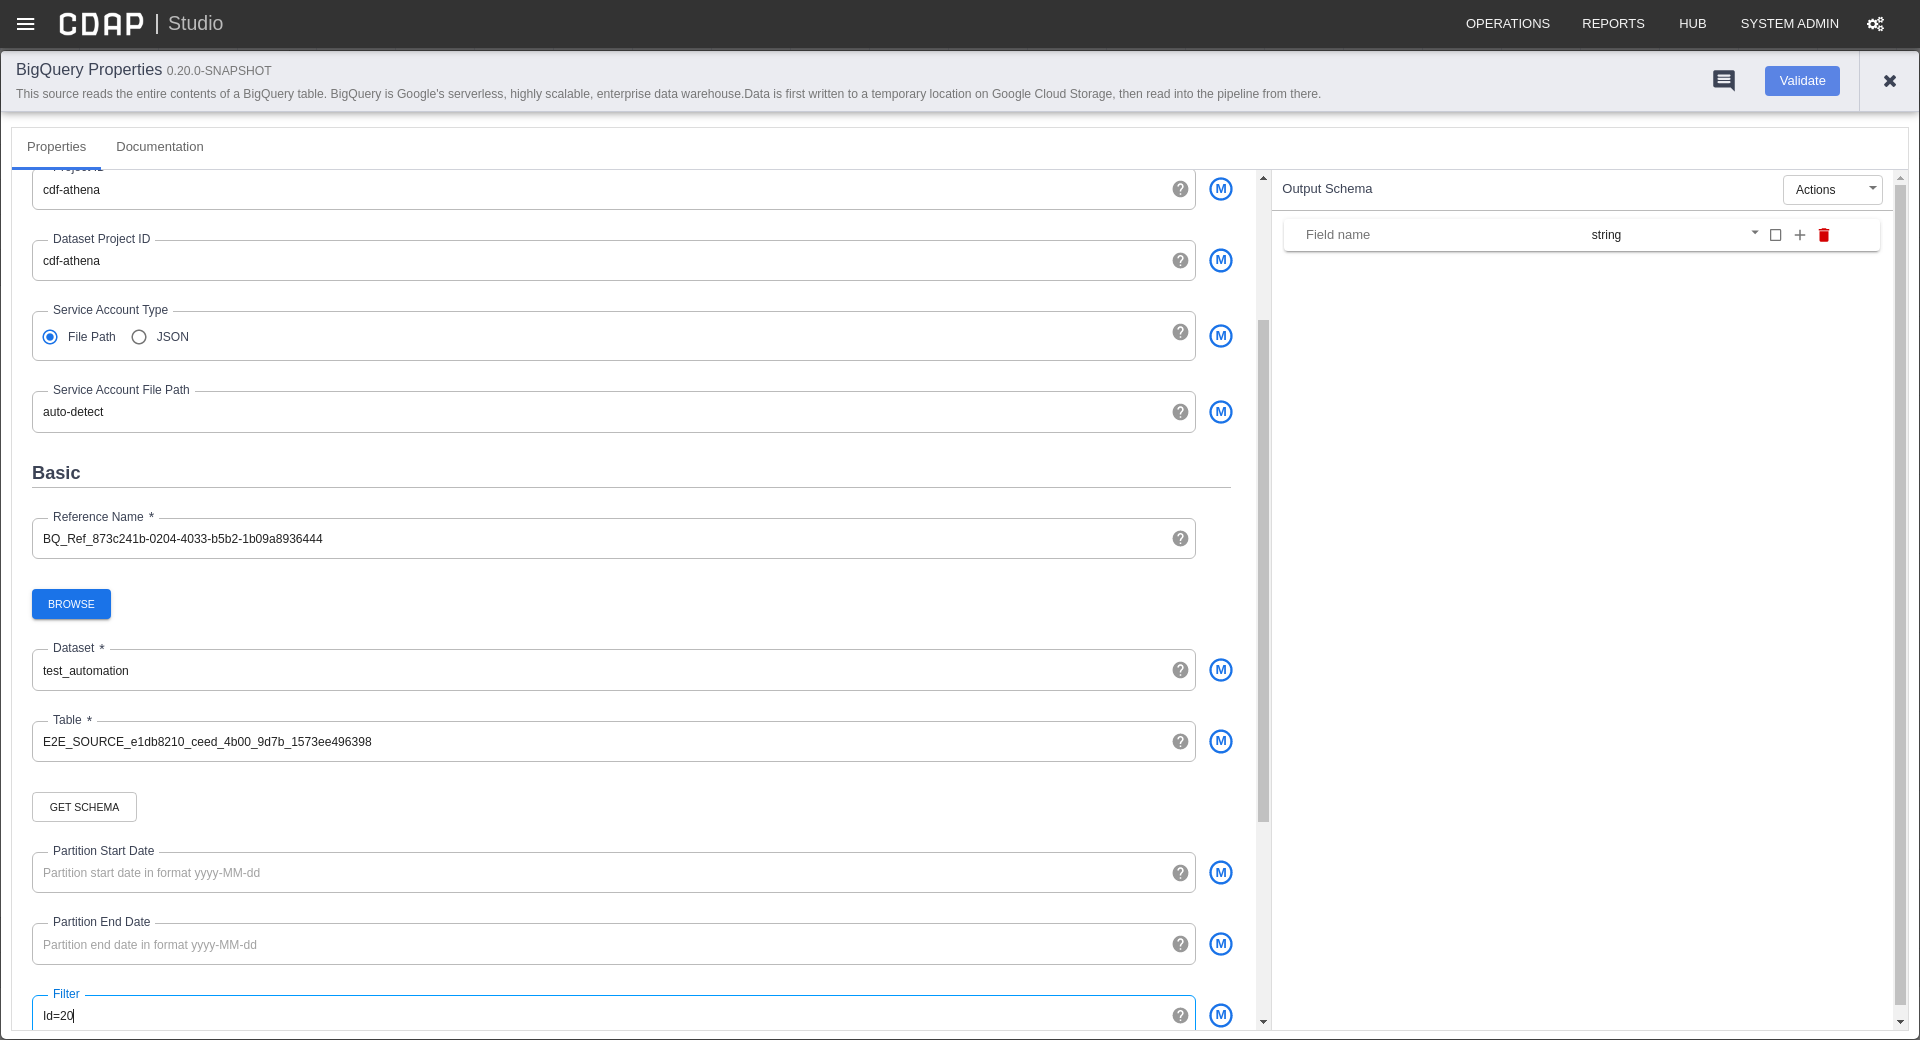 CDAP | Studio
OPERATIONS REPORTS HUB SYSTEM ADMIN
BigQuery Properties 0.20.0-SNAPSHOT
This source reads the entire contents of a BigQuery table. BigQuery is Google's serverless, highly scalable, enterprise data warehouse.Data is first written to a temporary location on Google Cloud Storage, then read into the pipeline from there.
Validate
Properties Documentation
Project ID
cdf-athena
M
Dataset Project ID
cdf-athena
M
Service Account Type
File Path JSON
M
Service Account File Path
auto-detect
M
Basic
Reference Name *
BQ_Ref_873c241b-0204-4033-b5b2-1b09a8936444
BROWSE
Dataset *
test_automation
M
Table *
E2E_SOURCE_e1db8210_ceed_4b00_9d7b_1573ee496398
M
GET SCHEMA
Partition Start Date
Partition start date in format yyyy-MM-dd
M
Partition End Date
Partition end date in format yyyy-MM-dd
M
Filter
Id=20
M
Output Schema
Actions
Field name string